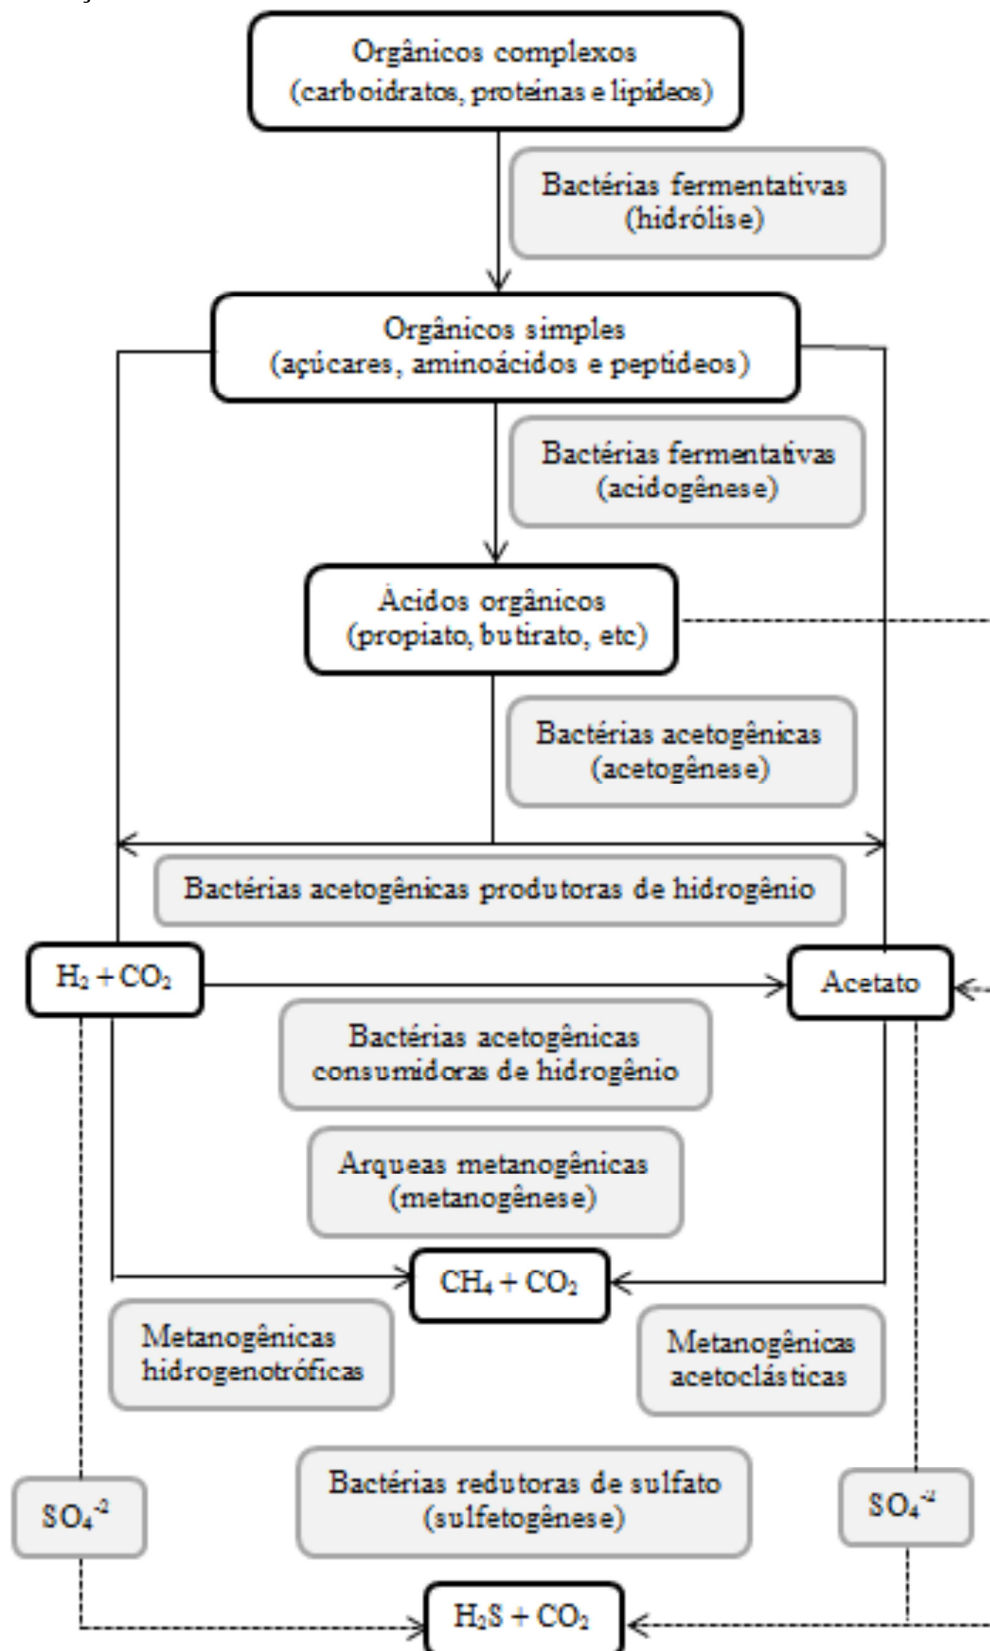 Orgânicos complexos
(carboidratos, proteínas e lipídeos)
Bactérias fermentativas
(hidrólise)
Orgânicos simples
(açúcares, aminoácidos e peptídeos)
Bactérias fermentativas
(acidogênese)
Ácidos orgânicos
(propiato, butirato, etc)
Bactérias acetogênicas
(acetogênese)
Bactérias acetogênicas produtoras de hidrogênio
H₂ + CO₂
Acetato
Bactérias acetogênicas
consumidoras de hidrogênio
Arqueas metanogênicas
(metanogênese)
CH₄ + CO₂
Metanogênicas
hidrogenotróficas
Metanogênicas
acetoclásticas
Bactérias redutoras de sulfato
(sulfetogênese)
SO₄⁻²
SO₄⁻²
H₂S + CO₂